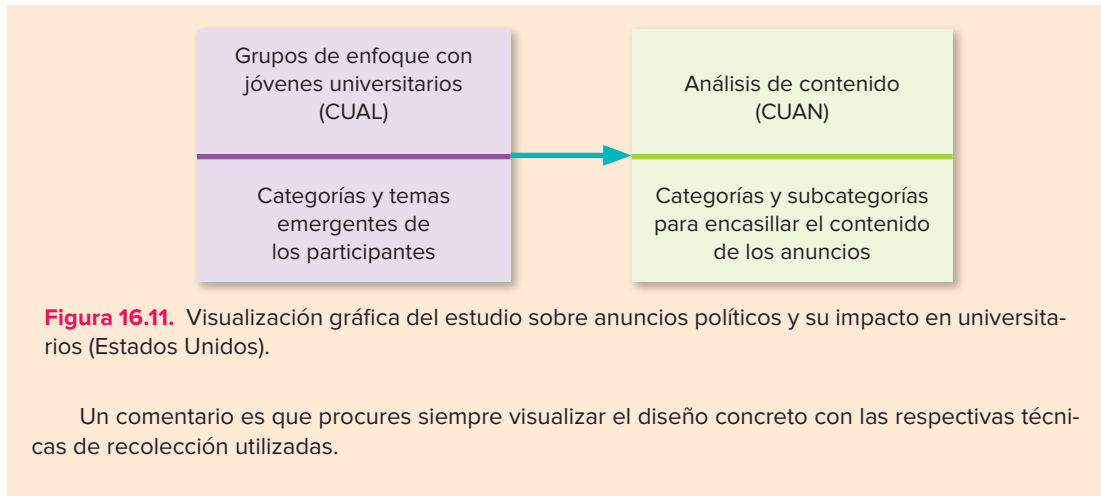 Grupos de enfoque con
jóvenes universitarios
(CUAL)
Categorías y temas
emergentes de
los participantes
Análisis de contenido
(CUAN)
Categorías y subcategorías
para encasillar el contenido
de los anuncios
Figura 16.11. Visualización gráfica del estudio sobre anuncios políticos y su impacto en universita-
rios (Estados Unidos).
Un comentario es que procures siempre visualizar el diseño concreto con las respectivas técni-
cas de recolección utilizadas.